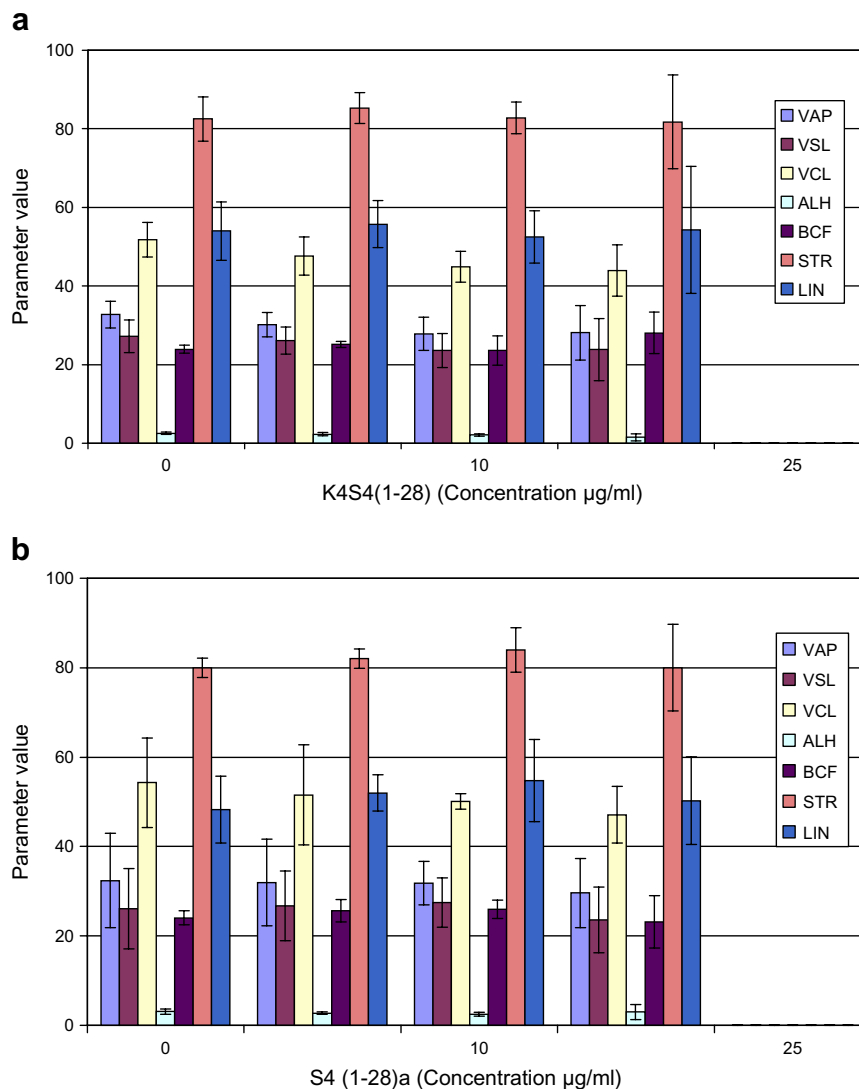 a
100
80
60
40
20
0
Parameter value
VAP
VSL
VCL
ALH
BCF
STR
LIN
0 10 25
K4S4(1-28) (Concentration µg/ml)
b
100
80
60
40
20
0
Parameter value
VAP
VSL
VCL
ALH
BCF
STR
LIN
0 10 25
S4 (1-28)a (Concentration µg/ml)